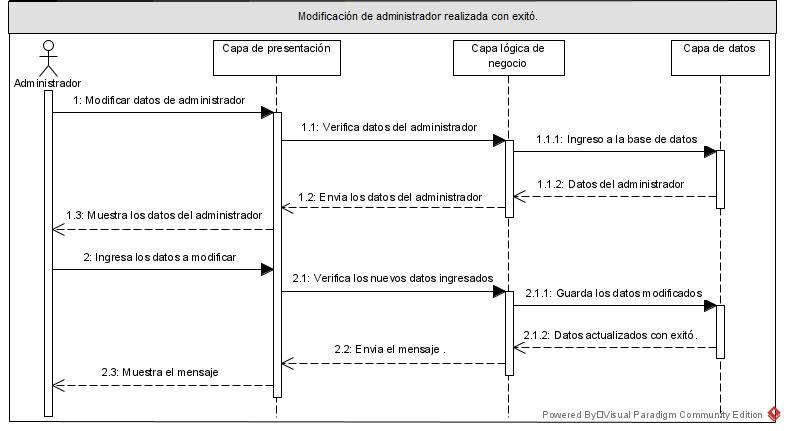 Modificación de administrador realizada con exitó.
Capa de presentación
Capa lógica de
negocio
Capa de datos
Administrador
1: Modificar datos de administrador
1.1: Verifica datos del administrador
1.1.1: Ingreso a la base de datos
1.1.2: Datos del administrador
1.2: Envia los datos del administrador
1.3: Muestra los datos del administrador
2: Ingresa los datos a modificar
2.1: Verifica los nuevos datos ingresados
2.1.1: Guarda los datos modificados
2.1.2: Datos actualizados con exitó.
2.2: Envia el mensaje .
2.3: Muestra el mensaje
Powered By□Visual Paradigm Community Edition